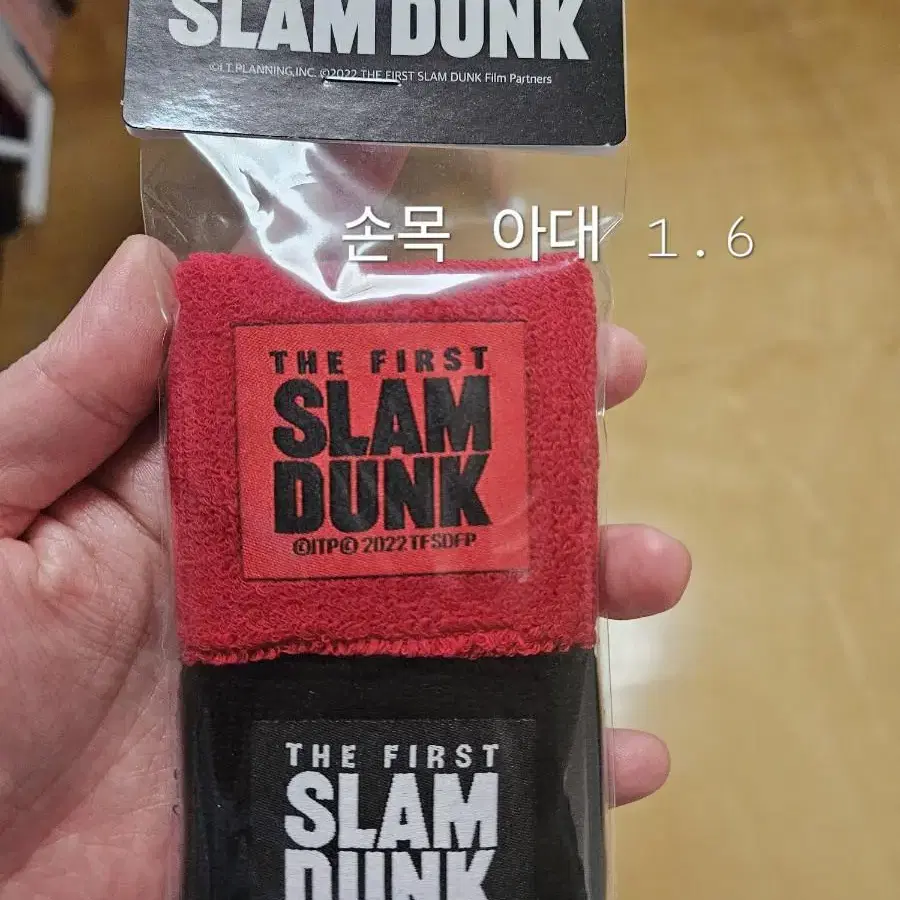 SLAM DUNK
©I.T.PLANNING,INC. ©2022 THE FIRST SLAM DUNK Film Partners
손목 아대 1.6
THE FIRST
SLAM
DUNK
©ITP© 2022 TFSDFP
THE FIRST
SLAM
DUNK